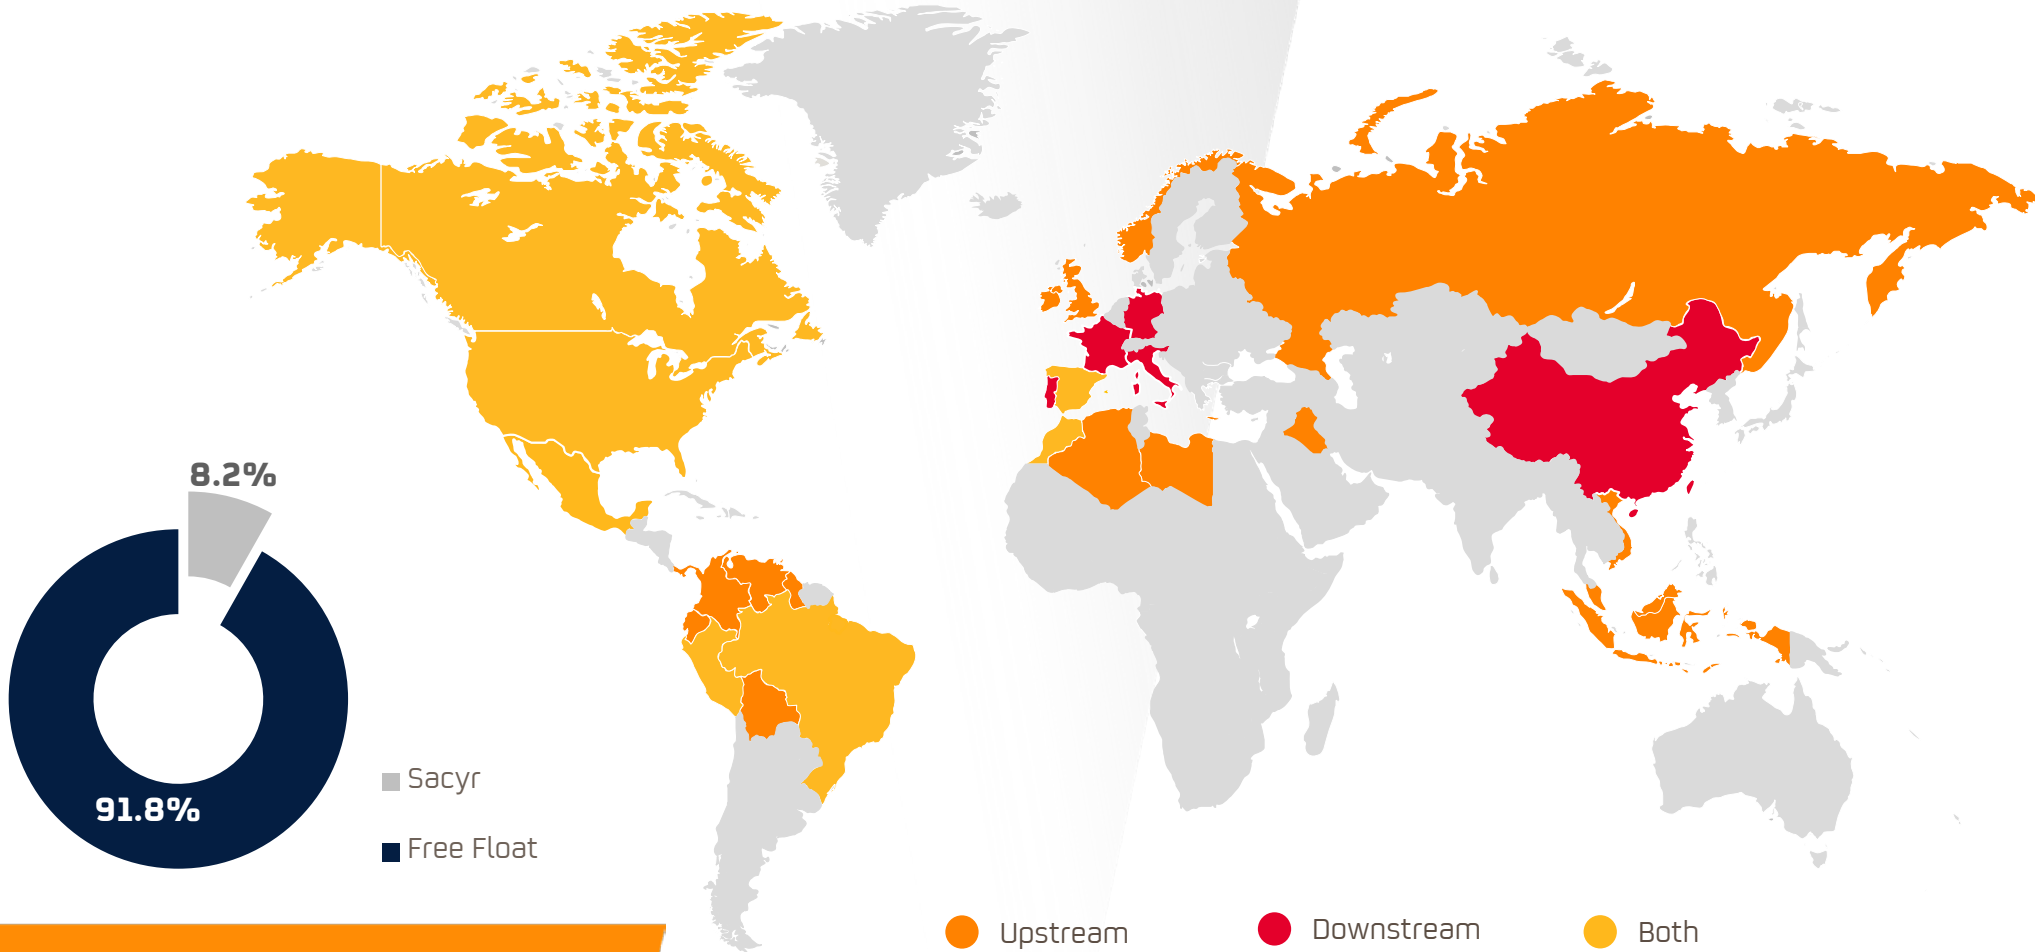 8.2%
91.8%
Sacyr
Free Float
Upstream
Downstream
Both